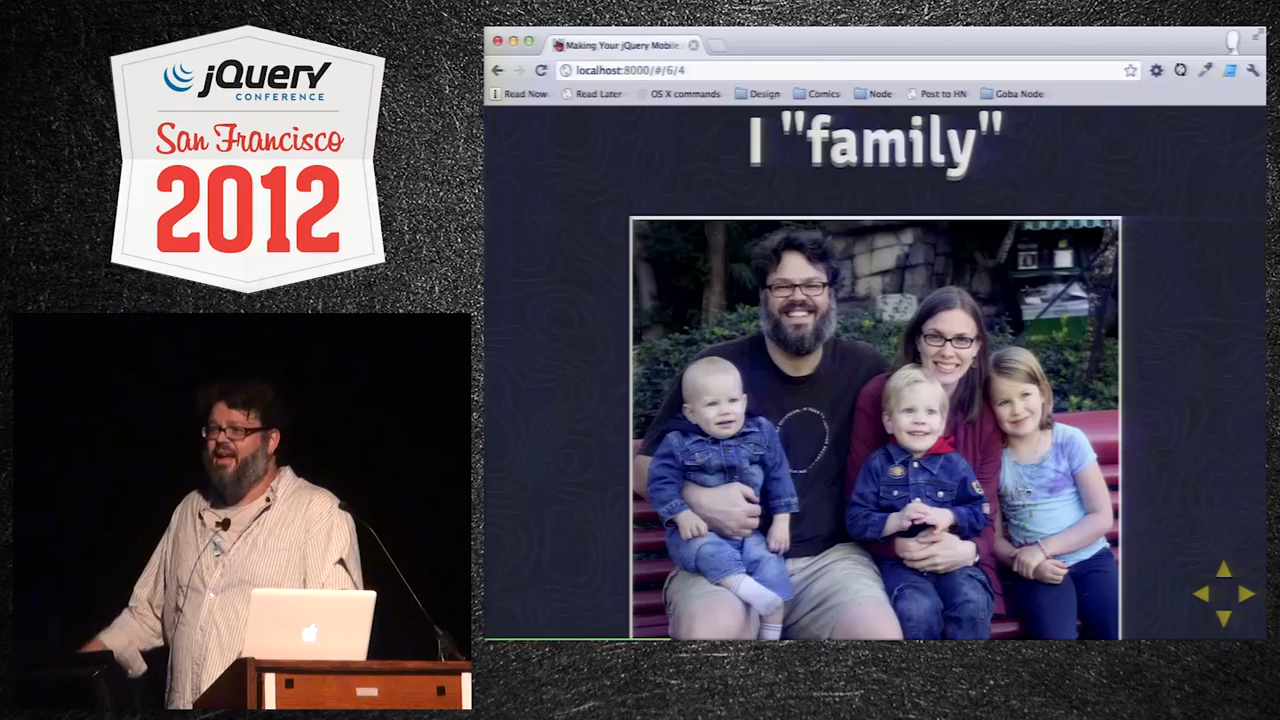 jQuery
CONFERENCE
San Francisco
2012
Making Your jQuery Mobile
localhost:8000/#/6/4
Read Now
Read Later
OS X commands
Design
Comics
Node
Post to HN
Goba Node
I "family"